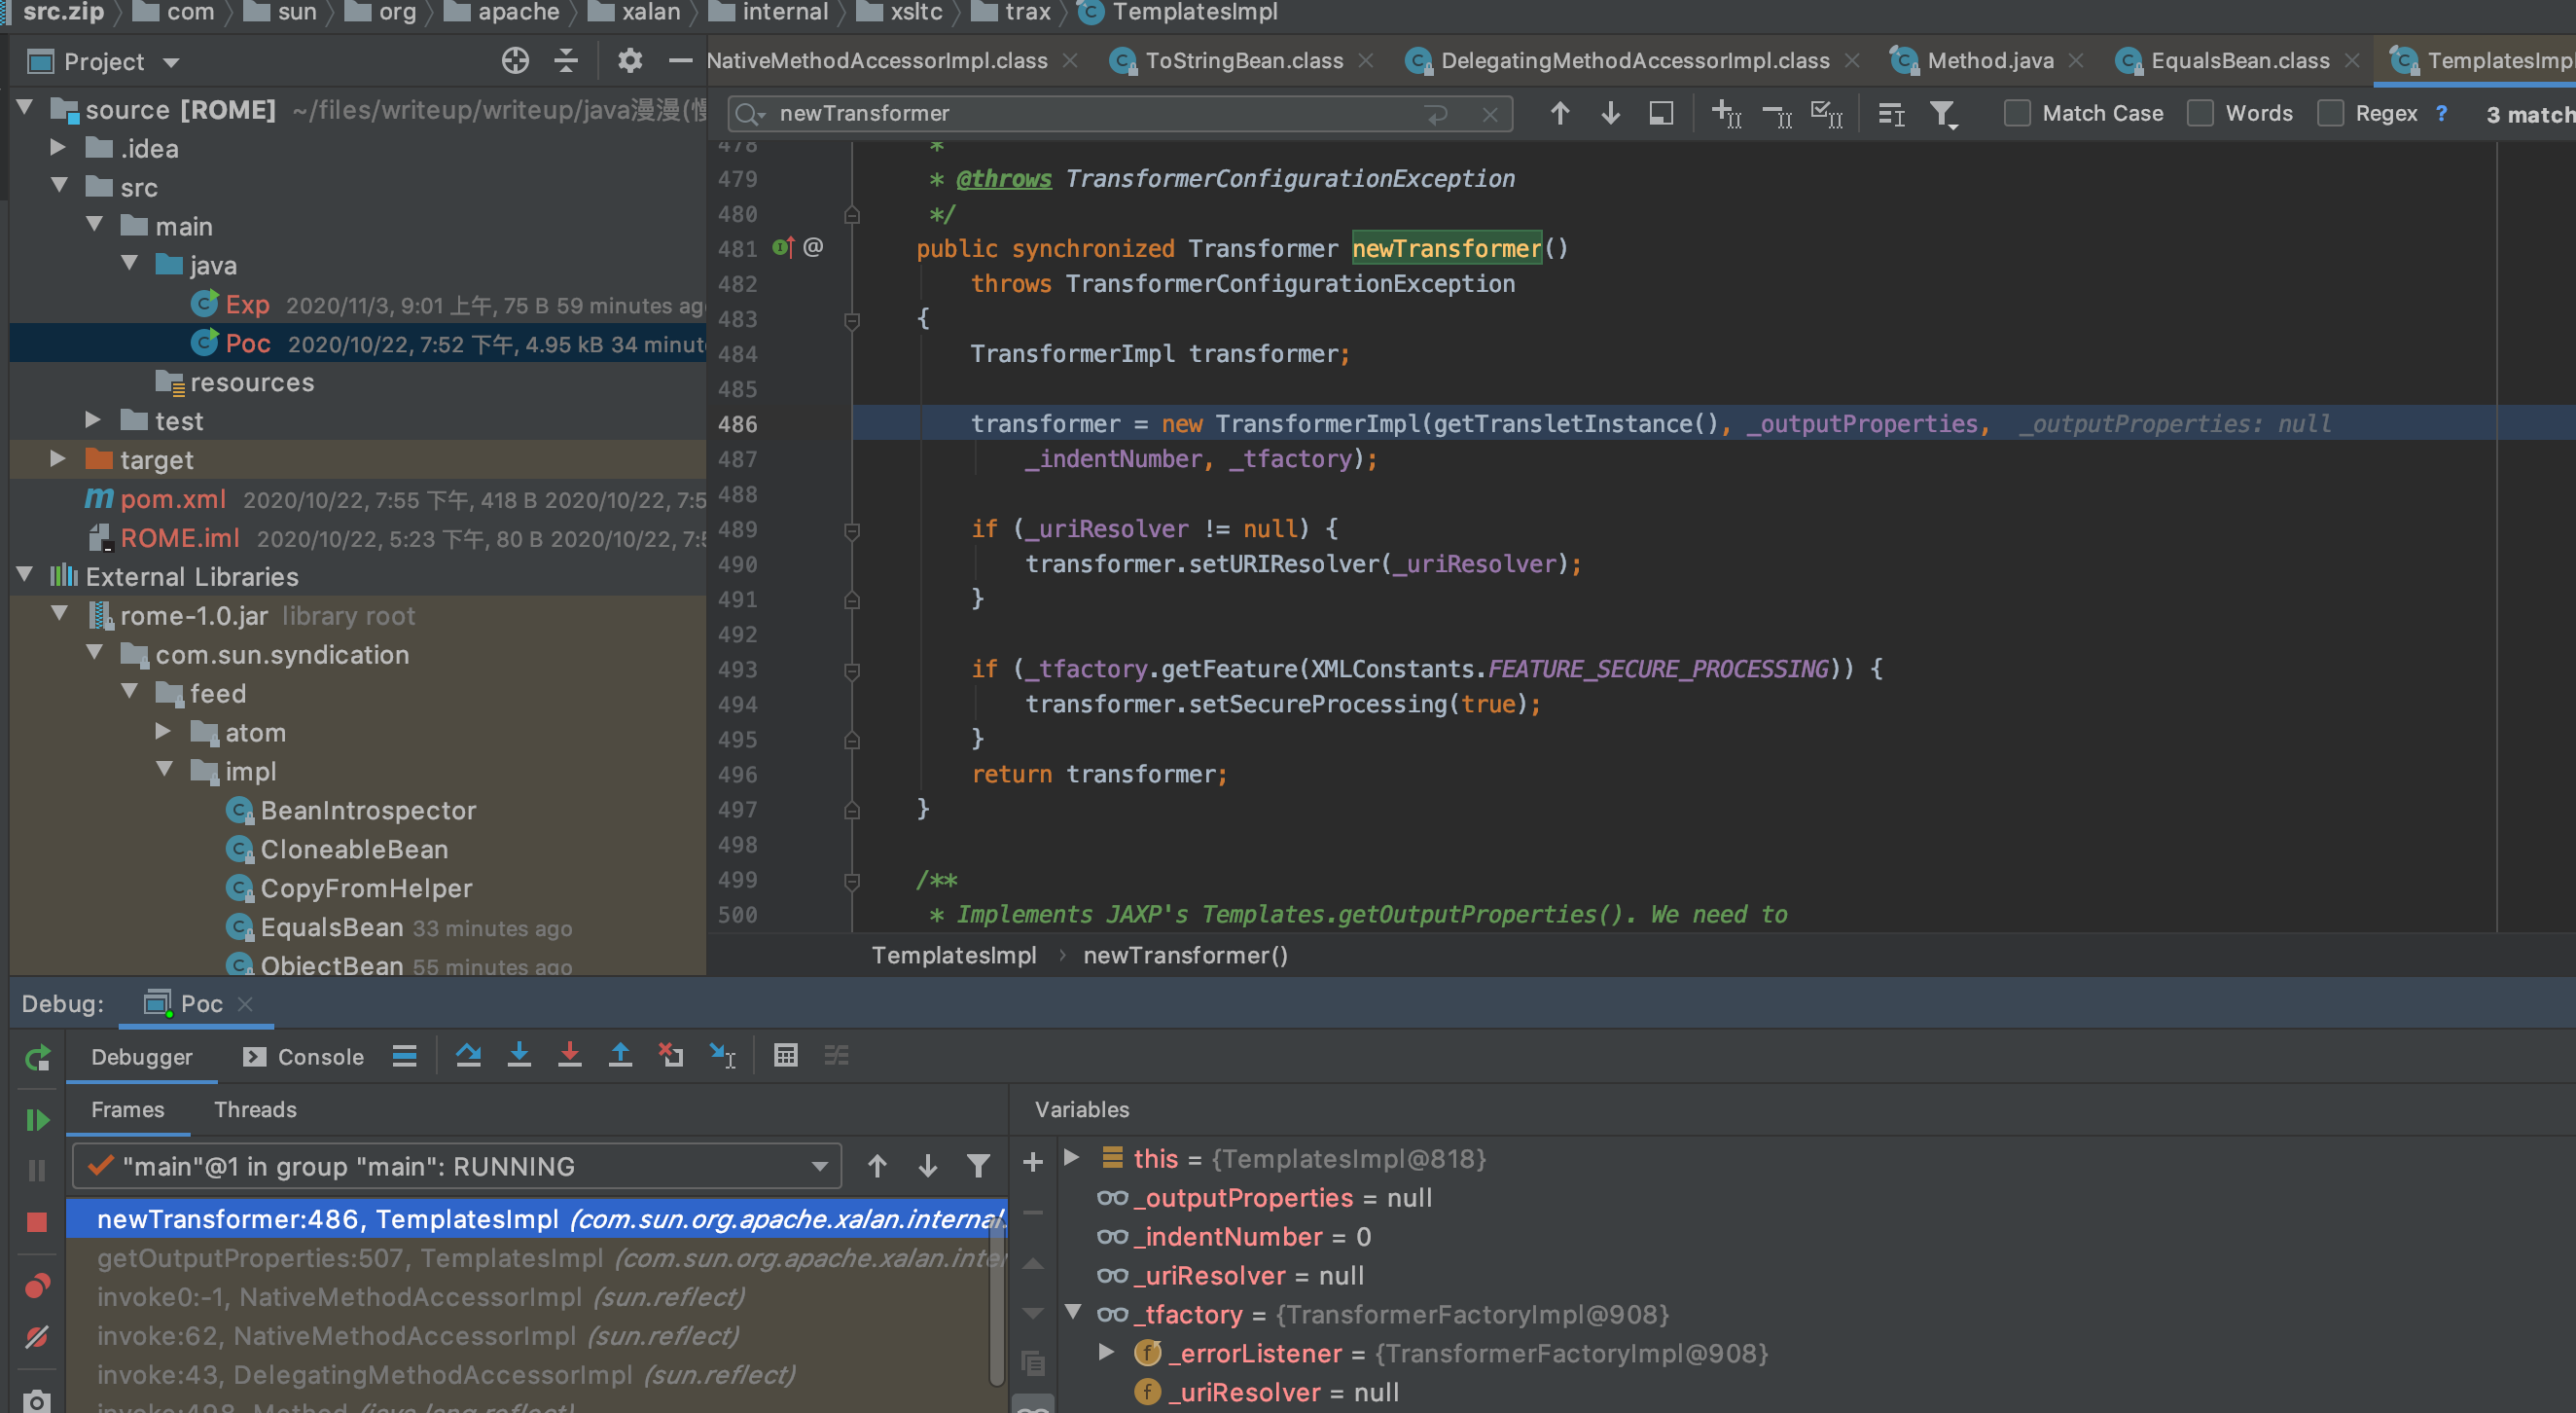 src.zip com sun org apache xalan internal xsltc trax TemplatesImpl
Project
NativeMethodAccessorImpl.class ToStringBean.class DelegatingMethodAccessorImpl.class Method.java EqualsBean.class TemplatesImpl
newTransformer
Match Case Words Regex ? 3 match
source [ROME] ~/files/writeup/writeup/java漫漫(慢
.idea
src
main
java
Exp 2020/11/3, 9:01 上午, 75 B 59 minutes ago
Poc 2020/10/22, 7:52 下午, 4.95 kB 34 minut
resources
test
target
pom.xml 2020/10/22, 7:55 下午, 418 B 2020/10/22, 7:5
ROME.iml 2020/10/22, 5:23 下午, 80 B 2020/10/22, 7:5
External Libraries
rome-1.0.jar library root
com.sun.syndication
feed
atom
impl
BeanIntrospector
CloneableBean
CopyFromHelper
EqualsBean 33 minutes ago
ObjectBean 55 minutes ago
478 *
479 * @throws TransformerConfigurationException
480 */
481 @ public synchronized Transformer newTransformer()
482 throws TransformerConfigurationException
483 {
484 TransformerImpl transformer;
485
486 transformer = new TransformerImpl(getTransletInstance(), _outputProperties, _outputProperties: null
487 _indentNumber, _tfactory);
488
489 if (_uriResolver != null) {
490 transformer.setURIResolver(_uriResolver);
491 }
492
493 if (_tfactory.getFeature(XMLConstants.FEATURE_SECURE_PROCESSING)) {
494 transformer.setSecureProcessing(true);
495 }
496 return transformer;
497 }
498
499 /**
500 * Implements JAXP's Templates.getOutputProperties(). We need to
TemplatesImpl › newTransformer()
Debug: Poc
Debugger Console
Frames Threads
"main"@1 in group "main": RUNNING
newTransformer:486, TemplatesImpl (com.sun.org.apache.xalan.internal.
getOutputProperties:507, TemplatesImpl (com.sun.org.apache.xalan.inter
invoke0:-1, NativeMethodAccessorImpl (sun.reflect)
invoke:62, NativeMethodAccessorImpl (sun.reflect)
invoke:43, DelegatingMethodAccessorImpl (sun.reflect)
invoke:498, Method (java.lang.reflect)
Variables
this = {TemplatesImpl@818}
_outputProperties = null
_indentNumber = 0
_uriResolver = null
_tfactory = {TransformerFactoryImpl@908}
_errorListener = {TransformerFactoryImpl@908}
_uriResolver = null